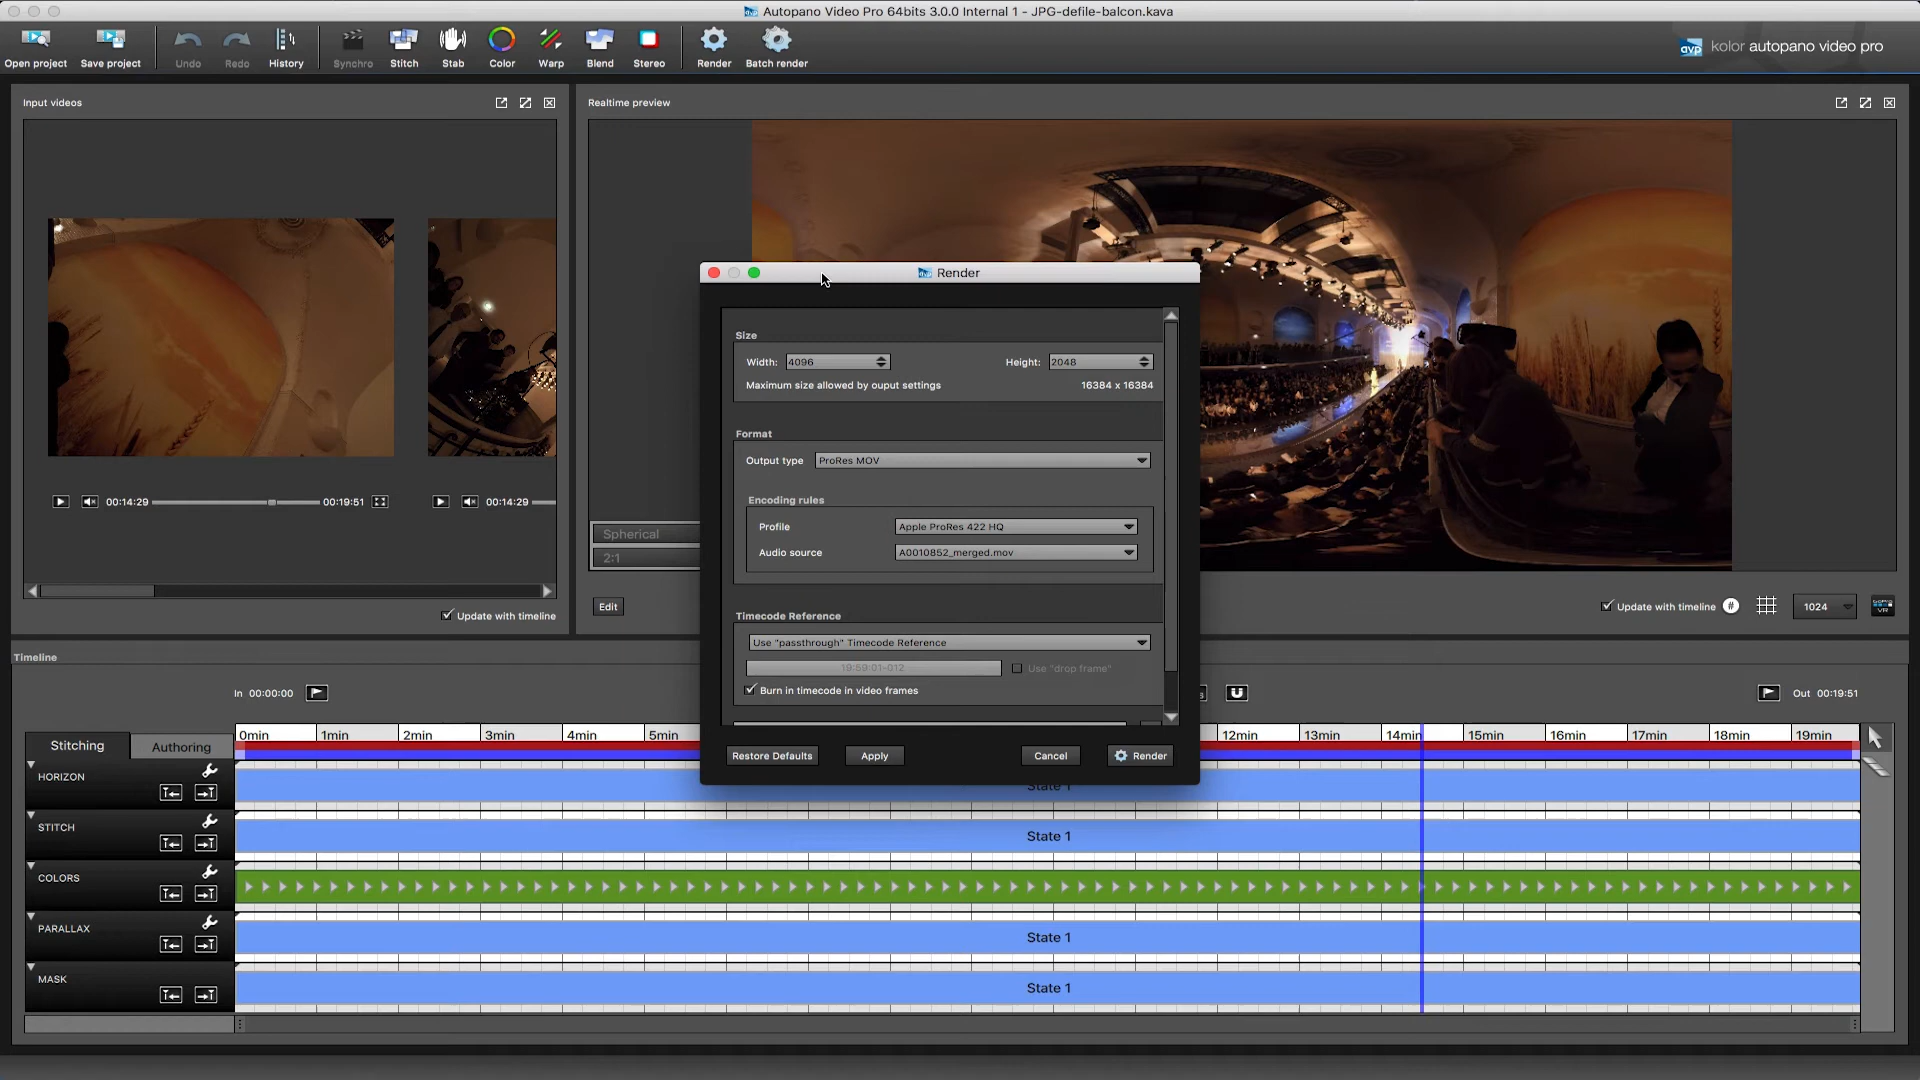 Autopano Video Pro 64bits 3.0.0 Internal 1 - JPG-defile-balcon.kava
Open project
Save project
Undo
Redo
History
Synchro
Stitch
Stab
Color
Warp
Blend
Stereo
Render
Batch render
avp kolor autopano video pro
Input videos
Realtime preview
00:14:29
00:19:51
00:14:29
Update with timeline
Spherical
2:1
Edit
Update with timeline
#
1024
Render
Size
Width: 4096
Height: 2048
Maximum size allowed by ouput settings
16384 x 16384
Format
Output type
ProRes MOV
Encoding rules
Profile
Apple ProRes 422 HQ
Audio source
A0010852_merged.mov
Timecode Reference
Use "passthrough" Timecode Reference
19:59:01-012
Use "drop frame"
Burn in timecode in video frames
Restore Defaults
Apply
Cancel
Render
Timeline
In 00:00:00
Out 00:19:51
Stitching
Authoring
0min 1min 2min 3min 4min 5min 12min 13min 14min 15min 16min 17min 18min 19min
HORIZON
State 1
STITCH
State 1
COLORS
PARALLAX
State 1
MASK
State 1